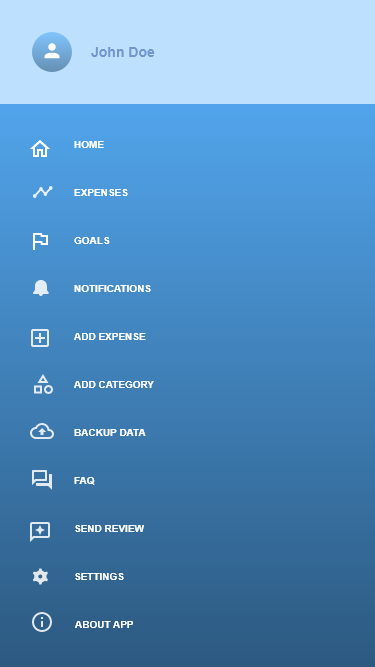 John Doe
HOME
EXPENSES
GOALS
NOTIFICATIONS
ADD EXPENSE
ADD CATEGORY
BACKUP DATA
FAQ
SEND REVIEW
SETTINGS
ABOUT APP